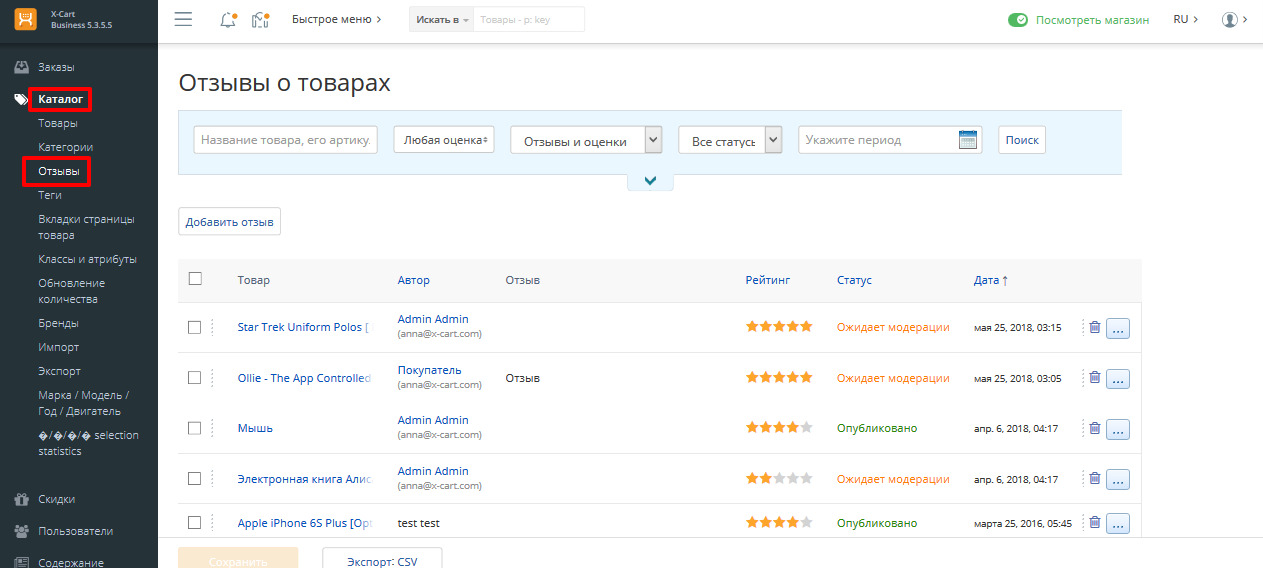 X-Cart
Business 5.3.5.5
Быстрое меню
Искать в
Товары - p: key
Посмотреть магазин
RU
Заказы
Каталог
Товары
Категории
Отзывы
Теги
Вкладки страницы
товара
Классы и атрибуты
Обновление
количества
Бренды
Импорт
Экспорт
Марка / Модель /
Год / Двигатель
�/�/�/� selection
statistics
Скидки
Пользователи
Содержание
Отзывы о товарах
Название товара, его артикул.
Любая оценка
Отзывы и оценки
Все статусы
Укажите период
Поиск
Добавить отзыв
Товар Автор Отзыв Рейтинг Статус Дата ↑
Star Trek Uniform Polos [ Admin Admin Ожидает модерации мая 25, 2018, 03:15 ...
(anna@x-cart.com)
Ollie - The App Controlled Покупатель Отзыв Ожидает модерации мая 25, 2018, 03:05 ...
(anna@x-cart.com)
Мышь Admin Admin Опубликовано апр. 6, 2018, 04:17 ...
(anna@x-cart.com)
Электронная книга Алис Admin Admin Ожидает модерации апр. 6, 2018, 04:17 ...
(anna@x-cart.com)
Apple iPhone 6S Plus [Opt test test Опубликовано марта 25, 2016, 05:45 ...
Сохранить
Экспорт: CSV